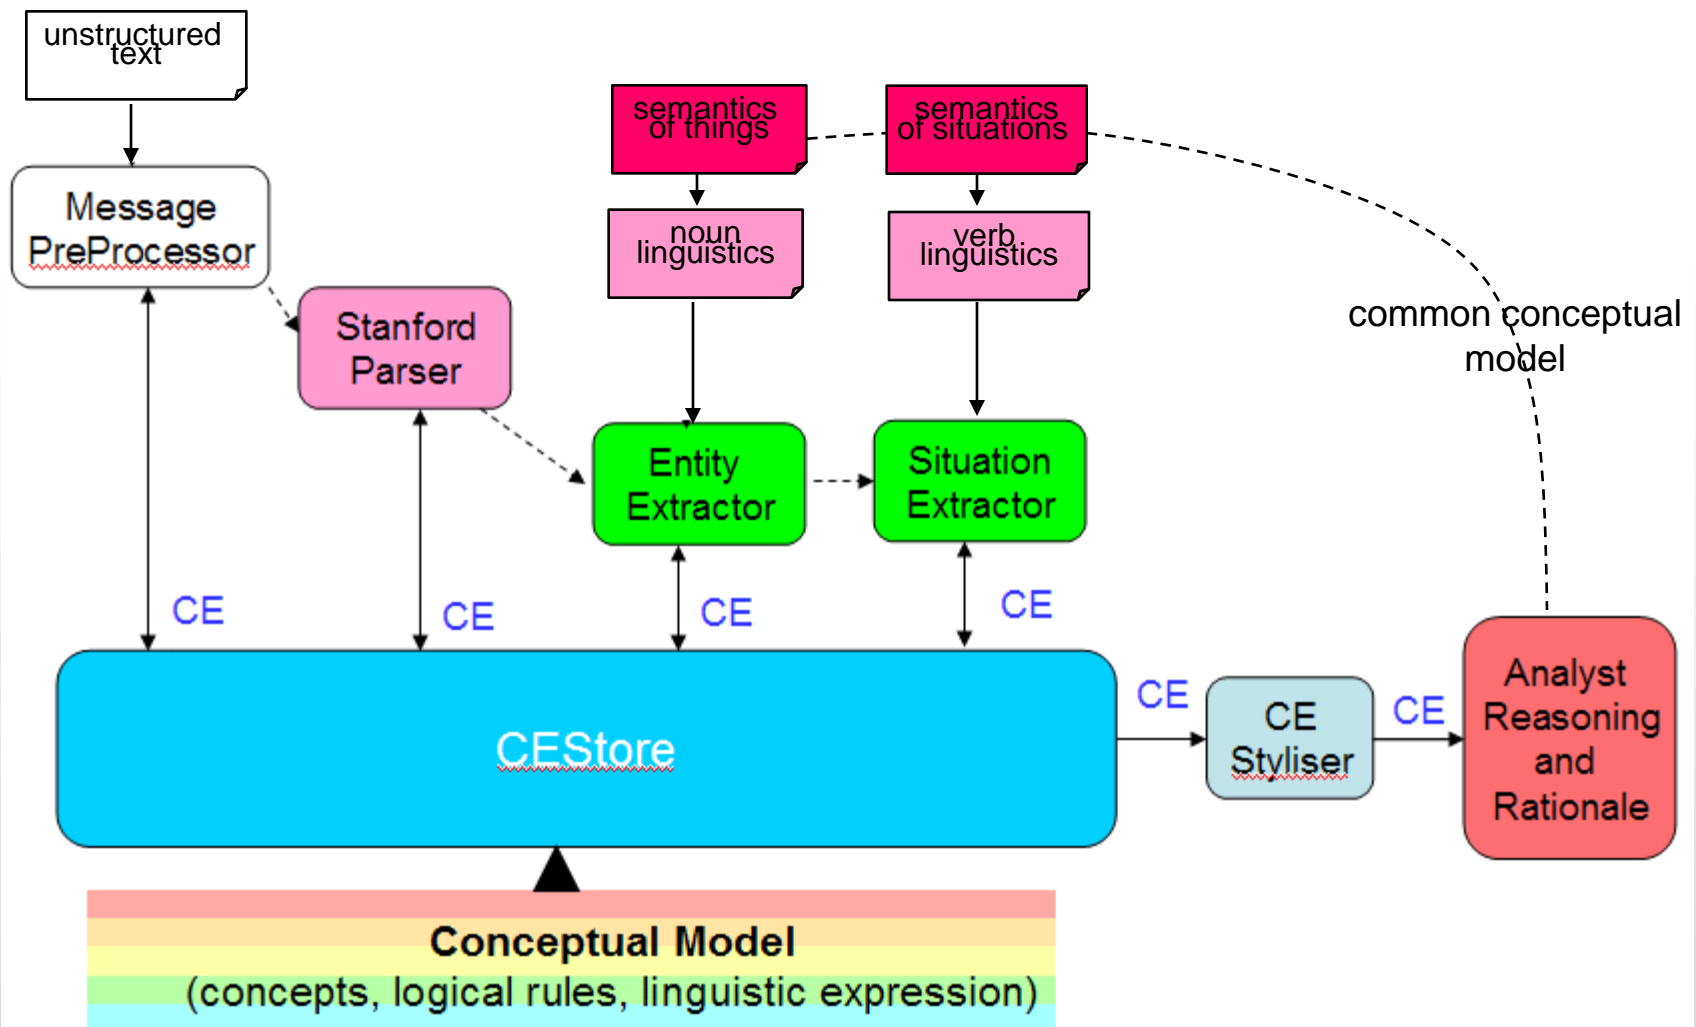 unstructured
text
semantics
of things
semantics
of situations
Message
PreProcessor
noun
linguistics
verb
linguistics
Stanford
Parser
common conceptual
model
Entity
Extractor
Situation
Extractor
CE
CE
CE
CE
CEStore
CE
CE
Styliser
CE
Analyst
Reasoning
and
Rationale
Conceptual Model
(concepts, logical rules, linguistic expression)